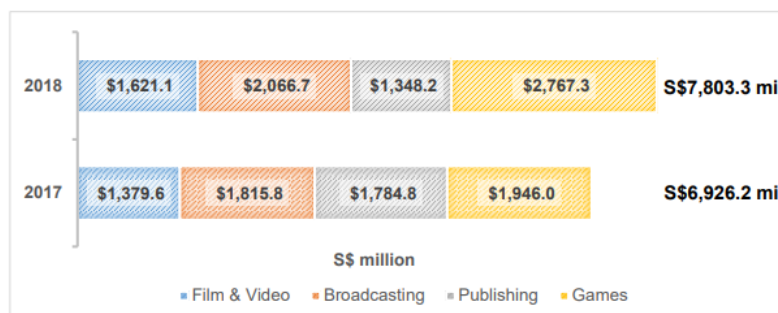 2018 $1,621.1 $2,066.7 $1,348.2 $2,767.3 S$7,803.3 mi
2017 $1,379.6 $1,815.8 $1,784.8 $1,946.0 S$6,926.2 mi
S$ million
Film & Video Broadcasting Publishing Games